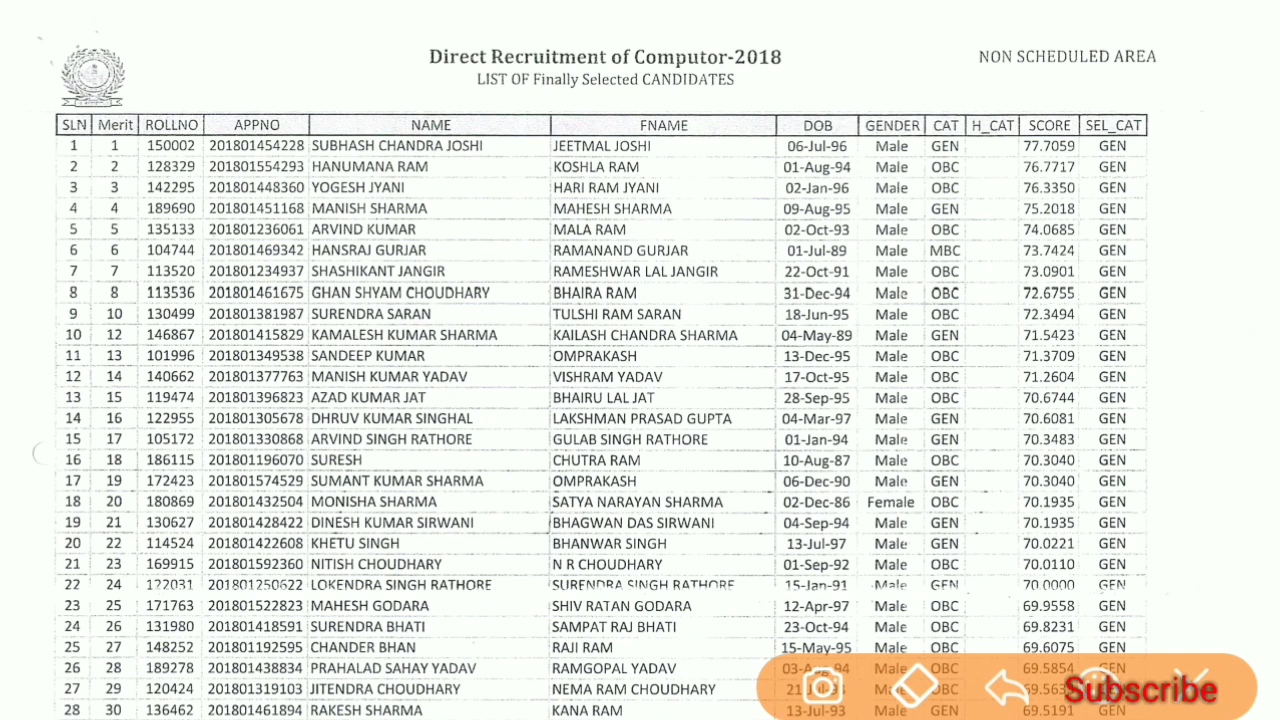 Direct Recruitment of Computor-2018 NON SCHEDULED AREA
LIST OF Finally Selected CANDIDATES
SLN Merit ROLLNO APPNO NAME FNAME DOB GENDER CAT H_CAT SCORE SEL_CAT
1 1 150002 201801454228 SUBHASH CHANDRA JOSHI JEETMAL JOSHI 06-Jul-96 Male GEN 77.7059 GEN
2 2 128329 201801554293 HANUMANA RAM KOSHLA RAM 01-Aug-94 Male OBC 76.7717 GEN
3 3 142295 201801448360 YOGESH JYANI HARI RAM JYANI 02-Jan-96 Male OBC 76.3350 GEN
4 4 189690 201801451168 MANISH SHARMA MAHESH SHARMA 09-Aug-95 Male GEN 75.2018 GEN
5 5 135133 201801236061 ARVIND KUMAR MALA RAM 02-Oct-93 Male OBC 74.0685 GEN
6 6 104744 201801469342 HANSRAJ GURJAR RAMANAND GURJAR 01-Jul-89 Male MBC 73.7424 GEN
7 7 113520 201801234937 SHASHIKANT JANGIR RAMESHWAR LAL JANGIR 22-Oct-91 Male OBC 73.0901 GEN
8 8 113536 201801461675 GHAN SHYAM CHOUDHARY BHAIRA RAM 31-Dec-94 Male OBC 72.6755 GEN
9 10 130499 201801381987 SURENDRA SARAN TULSHI RAM SARAN 18-Jun-95 Male OBC 72.3494 GEN
10 12 146867 201801415829 KAMALESH KUMAR SHARMA KAILASH CHANDRA SHARMA 04-May-89 Male GEN 71.5423 GEN
11 13 101996 201801349538 SANDEEP KUMAR OMPRAKASH 13-Dec-95 Male OBC 71.3709 GEN
12 14 140662 201801377763 MANISH KUMAR YADAV VISHRAM YADAV 17-Oct-95 Male OBC 71.2604 GEN
13 15 119474 201801396823 AZAD KUMAR JAT BHAIRU LAL JAT 28-Sep-95 Male OBC 70.6744 GEN
14 16 122955 201801305678 DHRUV KUMAR SINGHAL LAKSHMAN PRASAD GUPTA 04-Mar-97 Male GEN 70.6081 GEN
15 17 105172 201801330868 ARVIND SINGH RATHORE GULAB SINGH RATHORE 01-Jan-94 Male GEN 70.3483 GEN
16 18 186115 201801196070 SURESH CHUTRA RAM 10-Aug-87 Male OBC 70.3040 GEN
17 19 172423 201801574529 SUMANT KUMAR SHARMA OMPRAKASH 06-Dec-90 Male GEN 70.3040 GEN
18 20 180869 201801432504 MONISHA SHARMA SATYA NARAYAN SHARMA 02-Dec-86 Female OBC 70.1935 GEN
19 21 130627 201801428422 DINESH KUMAR SIRWANI BHAGWAN DAS SIRWANI 04-Sep-94 Male GEN 70.1935 GEN
20 22 114524 201801422608 KHETU SINGH BHANWAR SINGH 13-Jul-97 Male OBC 70.0221 GEN
21 23 169915 201801592360 NITISH CHOUDHARY N R CHOUDHARY 01-Sep-92 Male OBC 70.0110 GEN
22 24 122031 201801250622 LOKENDRA SINGH RATHORE SURENDRA SINGH RATHORE 15-Jan-91 Male GEN 70.0000 GEN
23 25 171763 201801522823 MAHESH GODARA SHIV RATAN GODARA 12-Apr-97 Male OBC 69.9558 GEN
24 26 131980 201801418591 SURENDRA BHATI SAMPAT RAJ BHATI 23-Oct-94 Male OBC 69.8231 GEN
25 27 148252 201801192595 CHANDER BHAN RAJI RAM 15-May-95 Male OBC 69.6075 GEN
26 28 189278 201801438834 PRAHALAD SAHAY YADAV RAMGOPAL YADAV 03-Aug-94 Male OBC 69.5854 GEN
27 29 120424 201801319103 JITENDRA CHOUDHARY NEMA RAM CHOUDHARY Male OBC
Subscribe
28 30 136462 201801461894 RAKESH SHARMA KANA RAM 13-Jul-93 Male GEN 69.5191 GEN